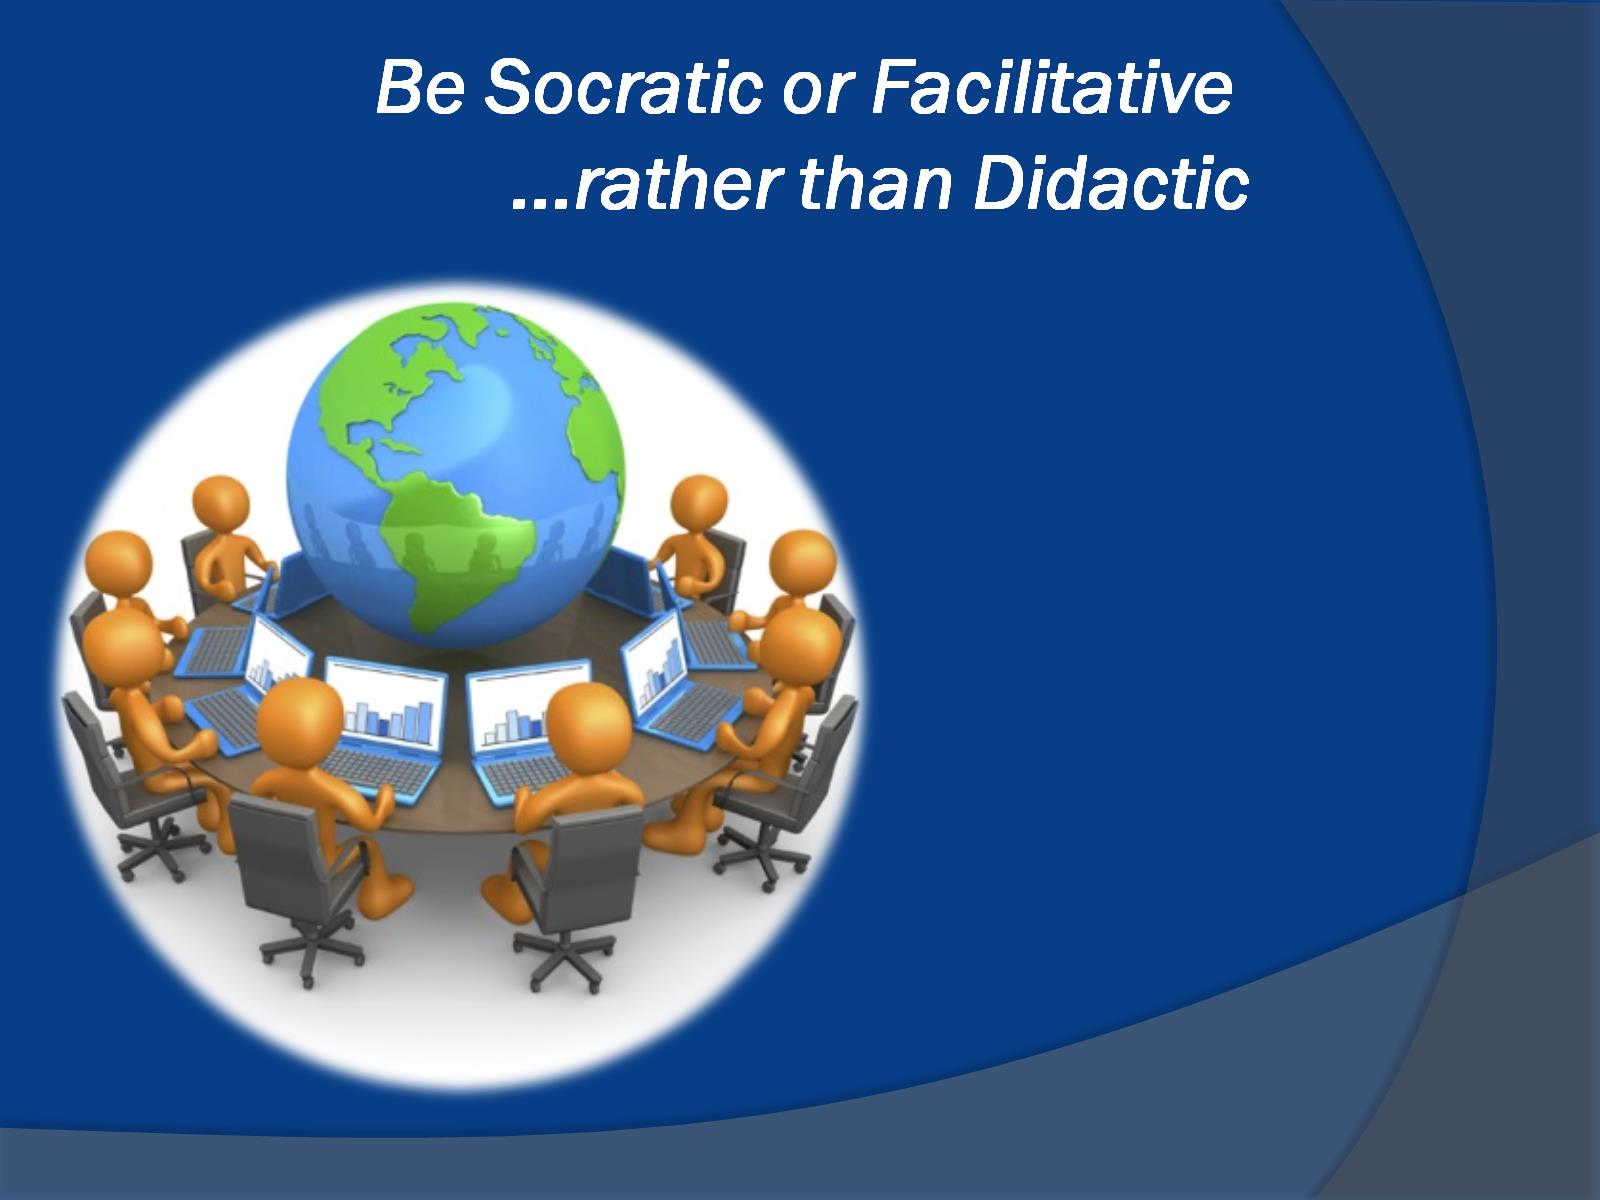 Be Socratic or Facilitative
...rather than Didactic